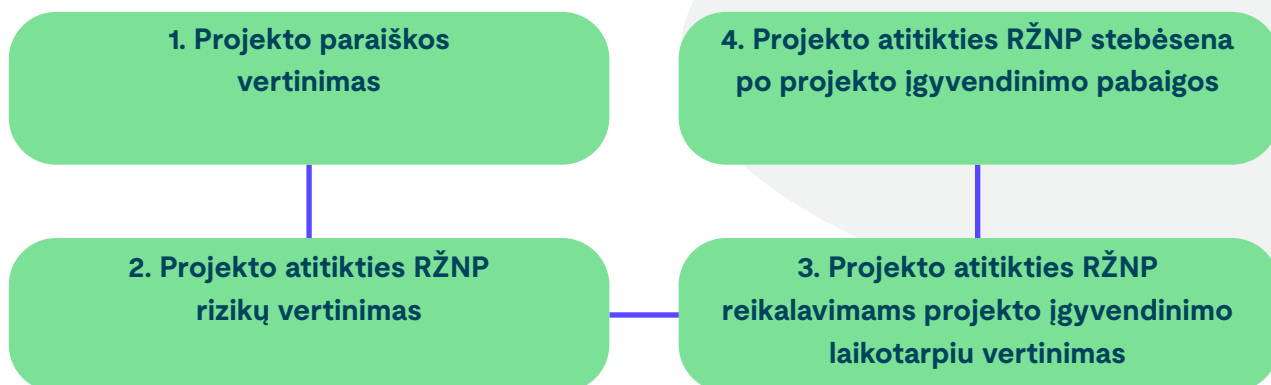 1. Projekto paraiškos
vertinimas
2. Projekto atitikties RŽNP
rizikų vertinimas
3. Projekto atitikties RŽNP
reikalavimams projekto įgyvendinimo
laikotarpiu vertinimas
4. Projekto atitikties RŽNP stebėsena
po projekto įgyvendinimo pabaigos